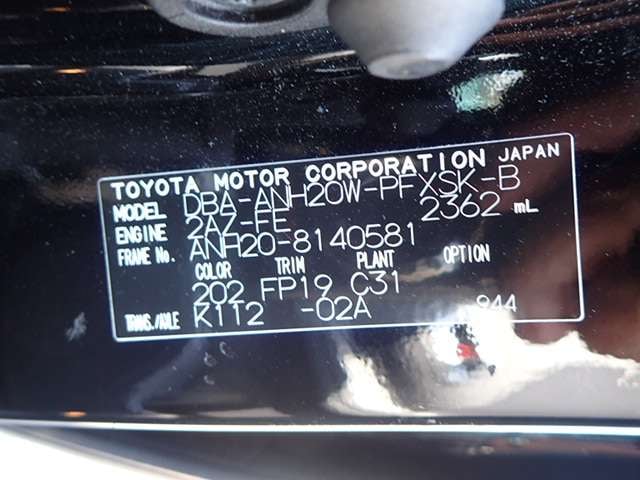 TOYOTA MOTOR CORPORATION JAPAN
MODEL DBA-ANH20W-PFXSK-B
ENGINE 2AZ-FE 2362 mL
FRAME No. ANH20-8140581
COLOR TRIM PLANT OPTION
202 FP19 C31
TRANS./AXLE K112 -02A 944